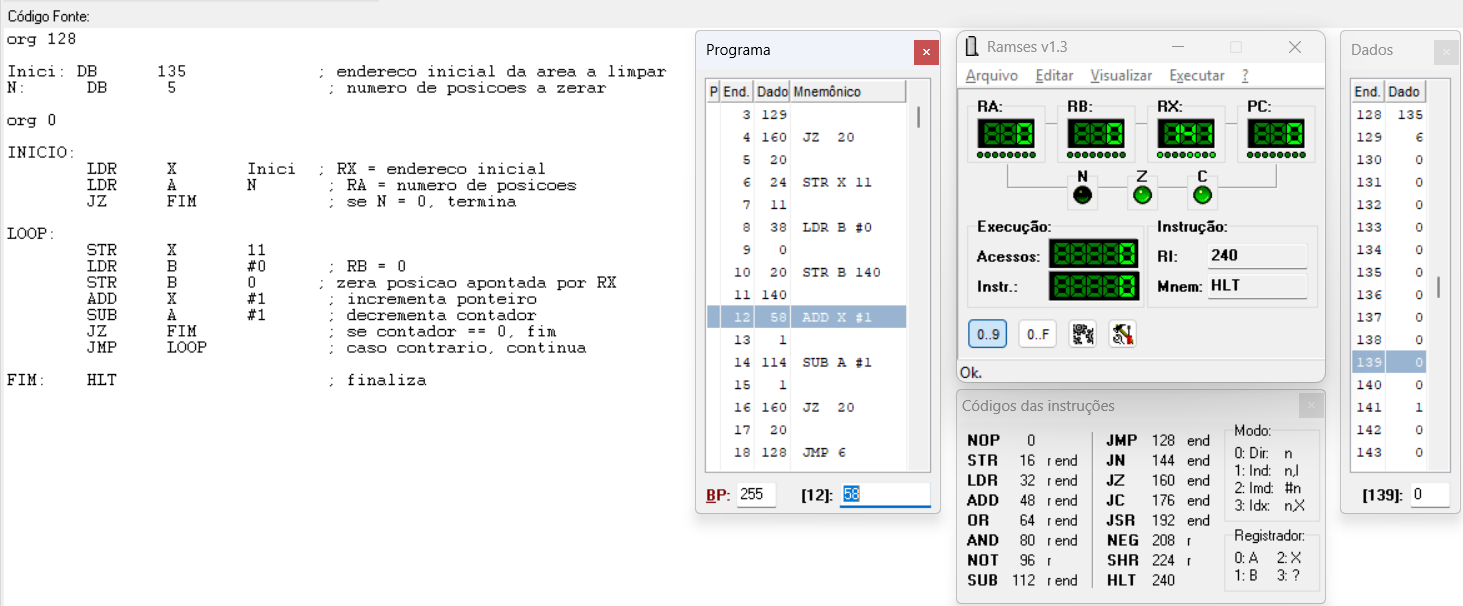 Código Fonte:
org 128
Inici: DB 135 ; endereco inicial da area a limpar
N: DB 5 ; numero de posicoes a zerar
org 0
INICIO:
LDR X Inici ; RX = endereco inicial
LDR A N ; RA = numero de posicoes
JZ FIM ; se N = 0, termina
LOOP:
STR X 11
LDR B #0 ; RB = 0
STR B 0 ; zera posicao apontada por RX
ADD X #1 ; incrementa ponteiro
SUB A #1 ; decrementa contador
JZ FIM ; se contador == 0, fim
JMP LOOP ; caso contrario, continua
FIM: HLT ; finaliza
Programa
P End. Dado Mnemônico
3 129
4 160 JZ 20
5 20
6 24 STR X 11
7 11
8 38 LDR B #0
9 0
10 20 STR B 140
11 140
12 58 ADD X #1
13 1
14 114 SUB A #1
15 1
16 160 JZ 20
17 20
18 128 JMP 6
BP: 255 [12]: 58
Ramses v1.3
Arquivo Editar Visualizar Executar ?
RA: RB: RX: PC:
0 0 141 0
N Z C
Execução:
Acessos: 0
Instr.: 0
Instrução:
RI: 240
Mnem: HLT
0..9 0..F
Ok.
Códigos das instruções
NOP 0
STR 16 r end
LDR 32 r end
ADD 48 r end
OR 64 r end
AND 80 r end
NOT 96 r
SUB 112 r end
JMP 128 end
JN 144 end
JZ 160 end
JC 176 end
JSR 192 end
NEG 208 r
SHR 224 r
HLT 240
Modo:
0: Dir: n
1: Ind: n,I
2: Imd: #n
3: Idx: n,X
Registrador:
0: A 2: X
1: B 3: ?
Dados
End. Dado
128 135
129 6
130 0
131 0
132 0
133 0
134 0
135 0
136 0
137 0
138 0
139 0
140 0
141 1
142 0
143 0
[139]: 0